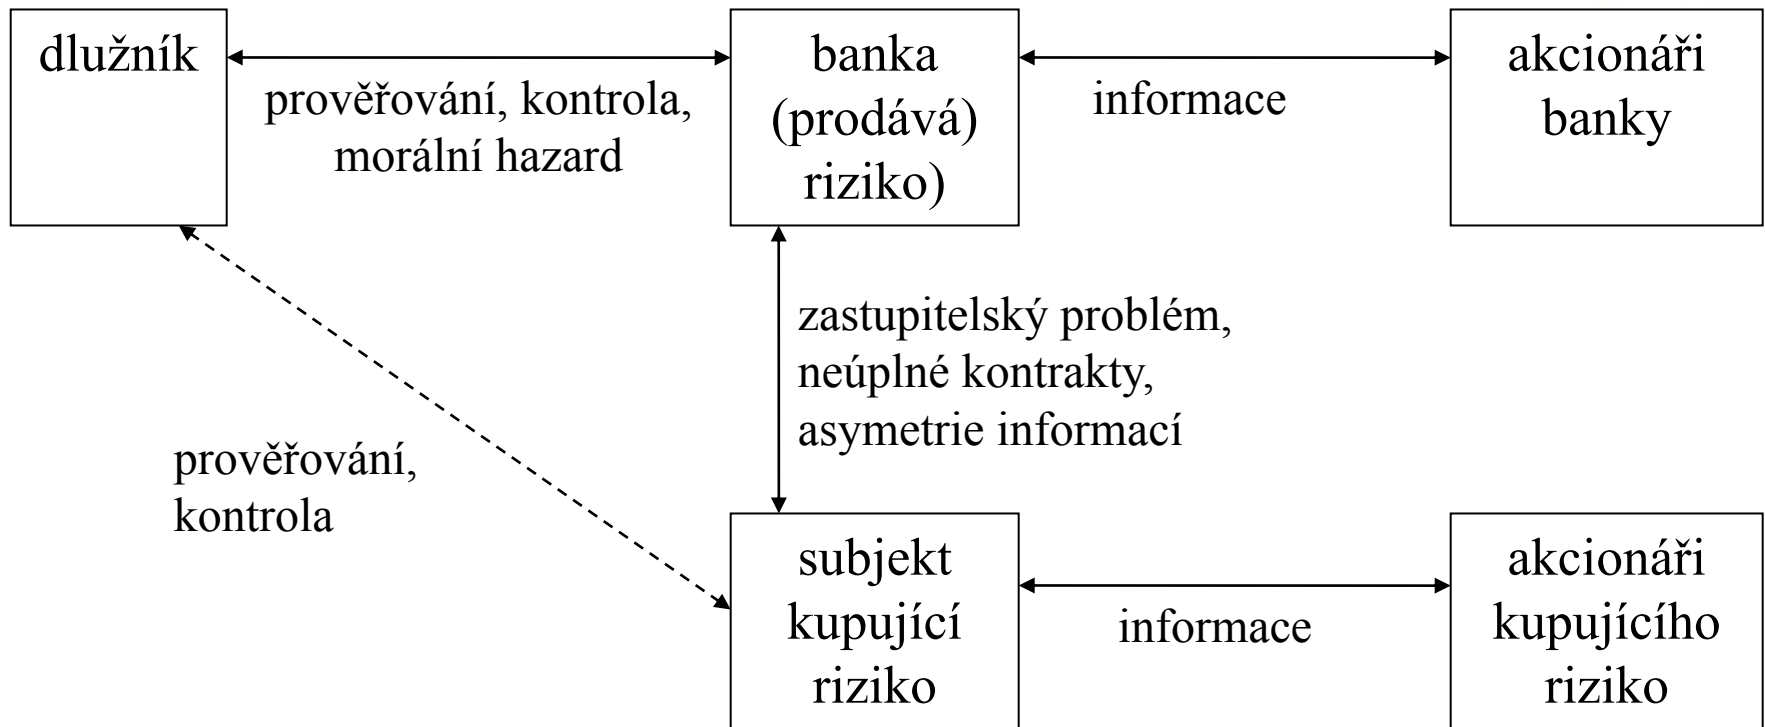 dlužník
prověřování, kontrola,
morální hazard
banka
(prodává)
riziko)
informace
akcionáři
banky
zastupitelský problém,
neúplné kontrakty,
asymetrie informací
prověřování,
kontrola
subjekt
kupující
riziko
informace
akcionáři
kupujícího
riziko